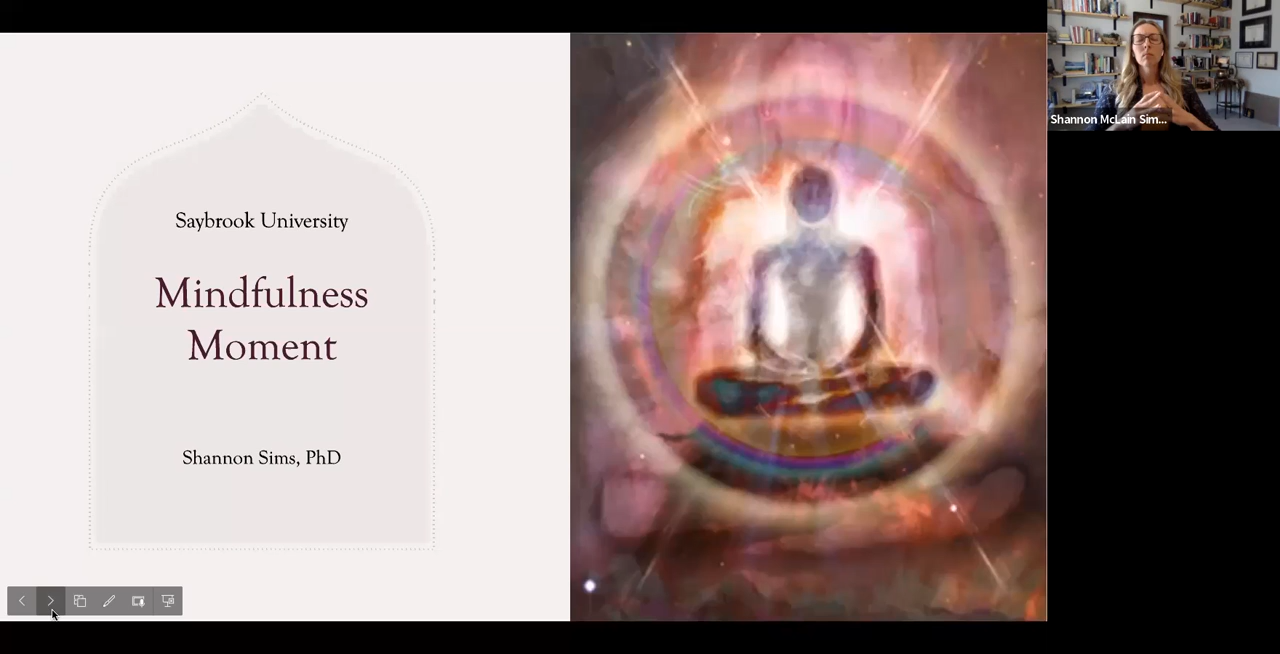 Saybrook University
Mindfulness
Moment
Shannon Sims, PhD
Shannon McLain Sim...